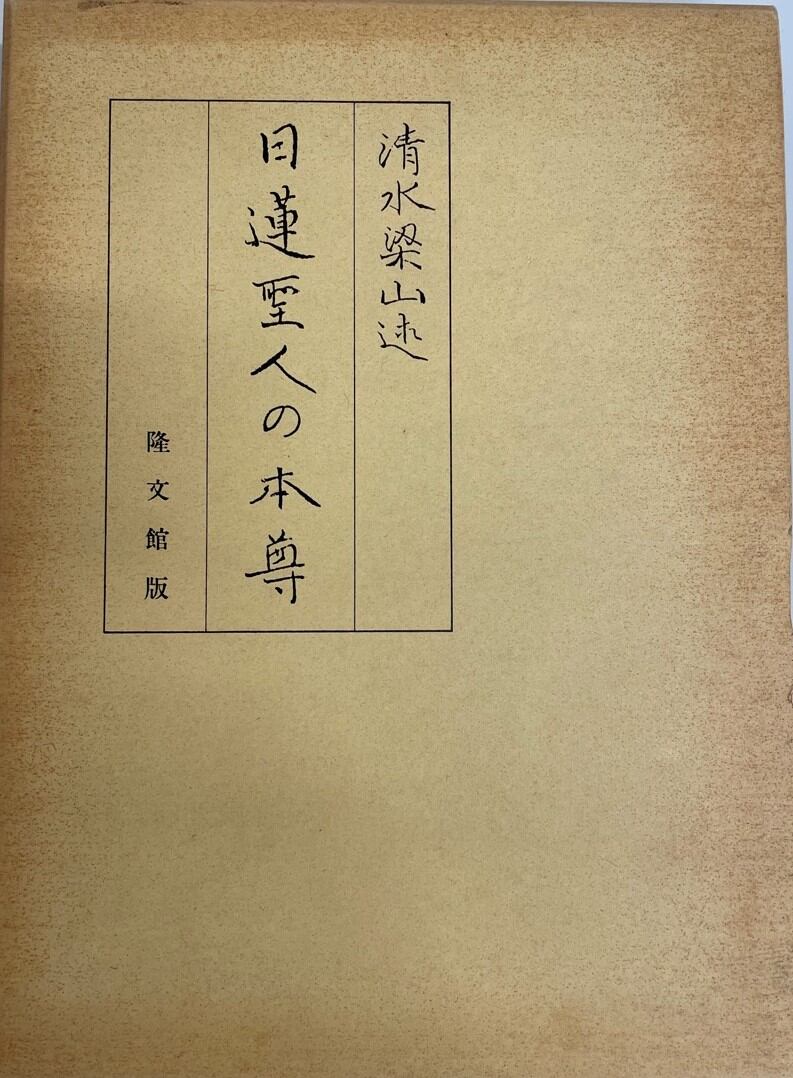 清水梁山述
日蓮聖人の本尊
隆文館版